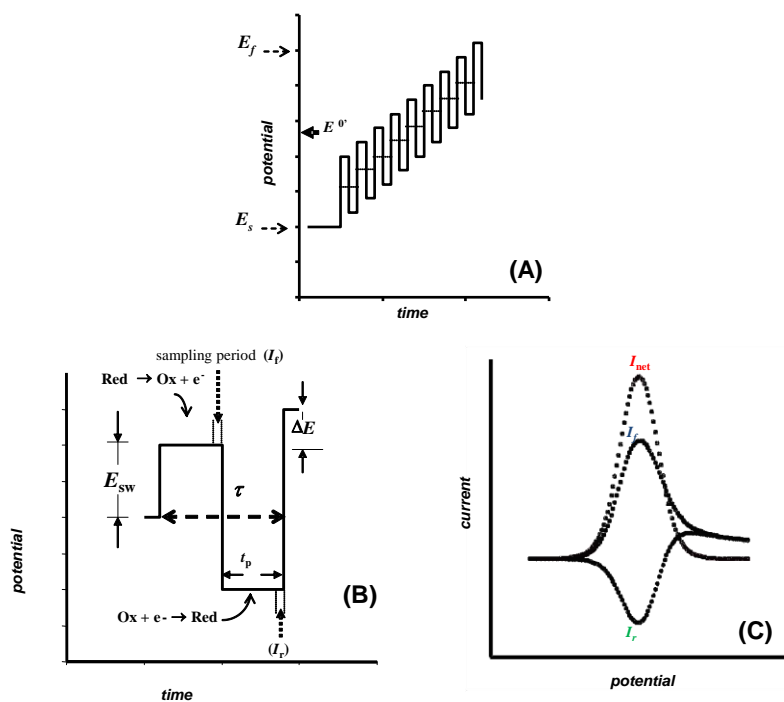 E_f
E^0'
potential
E_s
(A)
time
sampling period (I_f)
Red → Ox + e-
ΔE
E_sw
τ
t_p
potential
(B)
Ox + e- → Red
(I_r)
time
I_net
I_f
current
I_r
(C)
potential